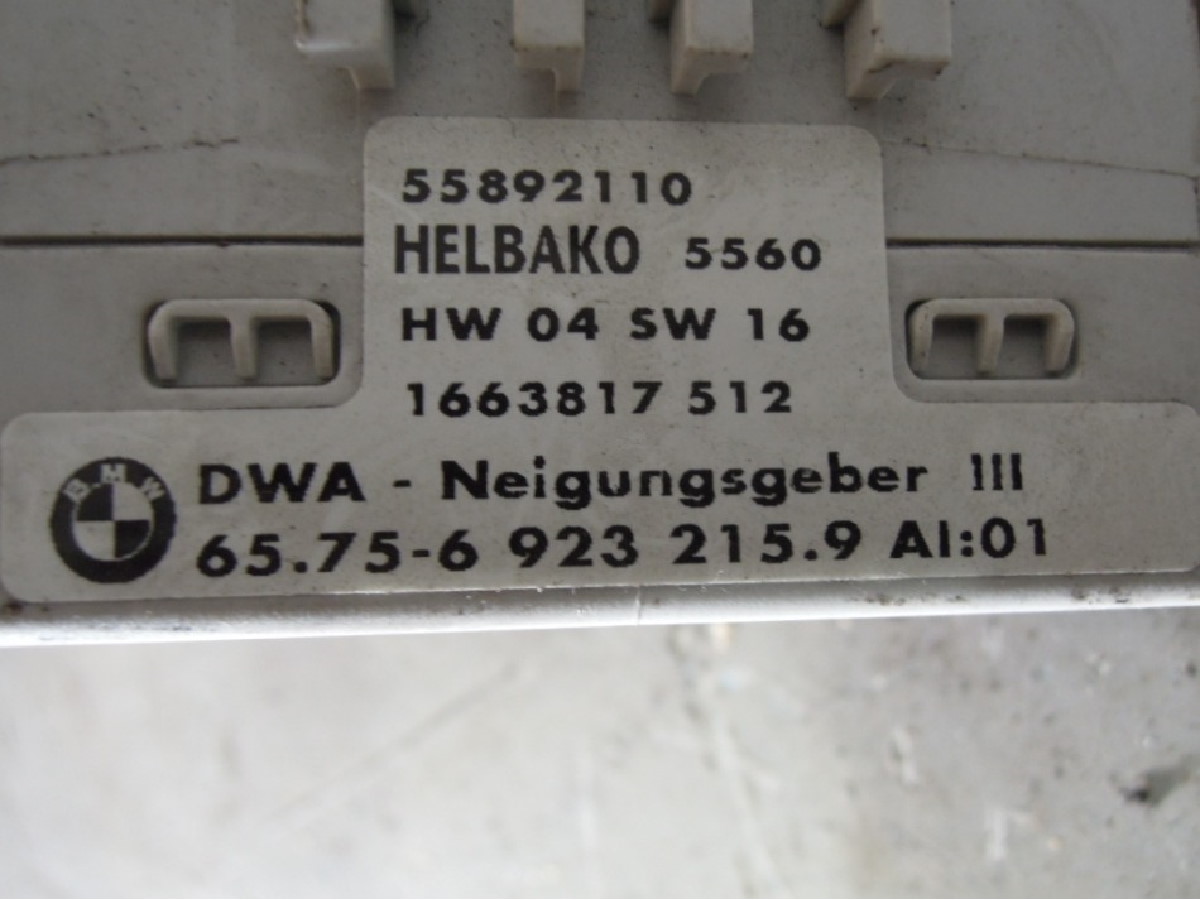 55892110
HELBAKO 5560
HW 04 SW 16
1663817 512
BMW
DWA - Neigungsgeber III
65.75-6 923 215.9 AI:01